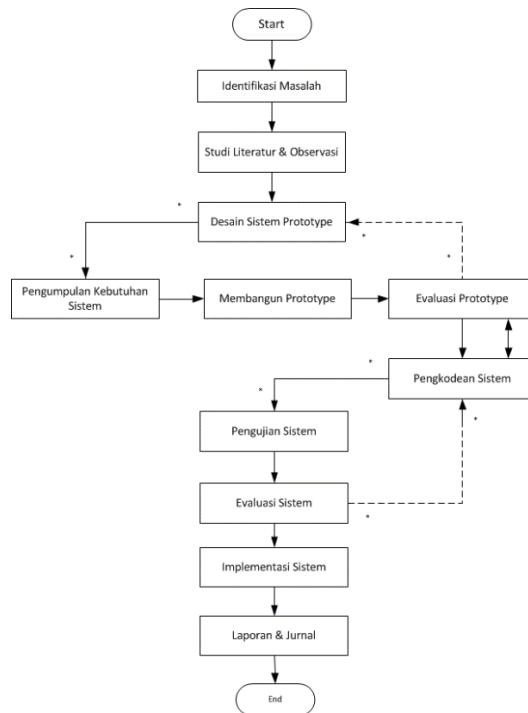 Start
Identifikasi Masalah
Studi Literatur & Observasi
*
Desain Sistem Prototype
*
*
*
Pengumpulan Kebutuhan
Sistem
Membangun Prototype
Evaluasi Prototype
*
Pengkodean Sistem
*
Pengujian Sistem
*
Evaluasi Sistem
*
Implementasi Sistem
Laporan & Jurnal
End